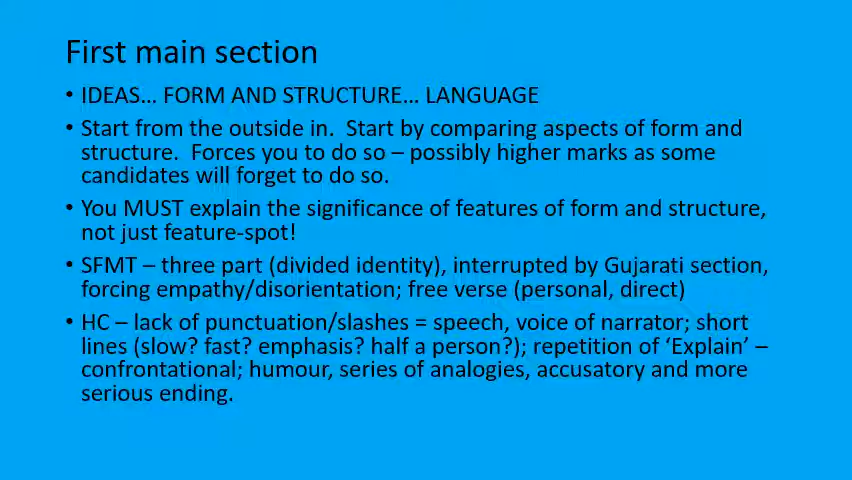 First main section
• IDEAS… FORM AND STRUCTURE… LANGUAGE
• Start from the outside in.  Start by comparing aspects of form and
structure.  Forces you to do so – possibly higher marks as some
candidates will forget to do so.
• You MUST explain the significance of features of form and structure,
not just feature-spot!
• SFMT – three part (divided identity), interrupted by Gujarati section,
forcing empathy/disorientation; free verse (personal, direct)
• HC – lack of punctuation/slashes = speech, voice of narrator; short
lines (slow? fast? emphasis? half a person?); repetition of ‘Explain’ –
confrontational; humour, series of analogies, accusatory and more
serious ending.